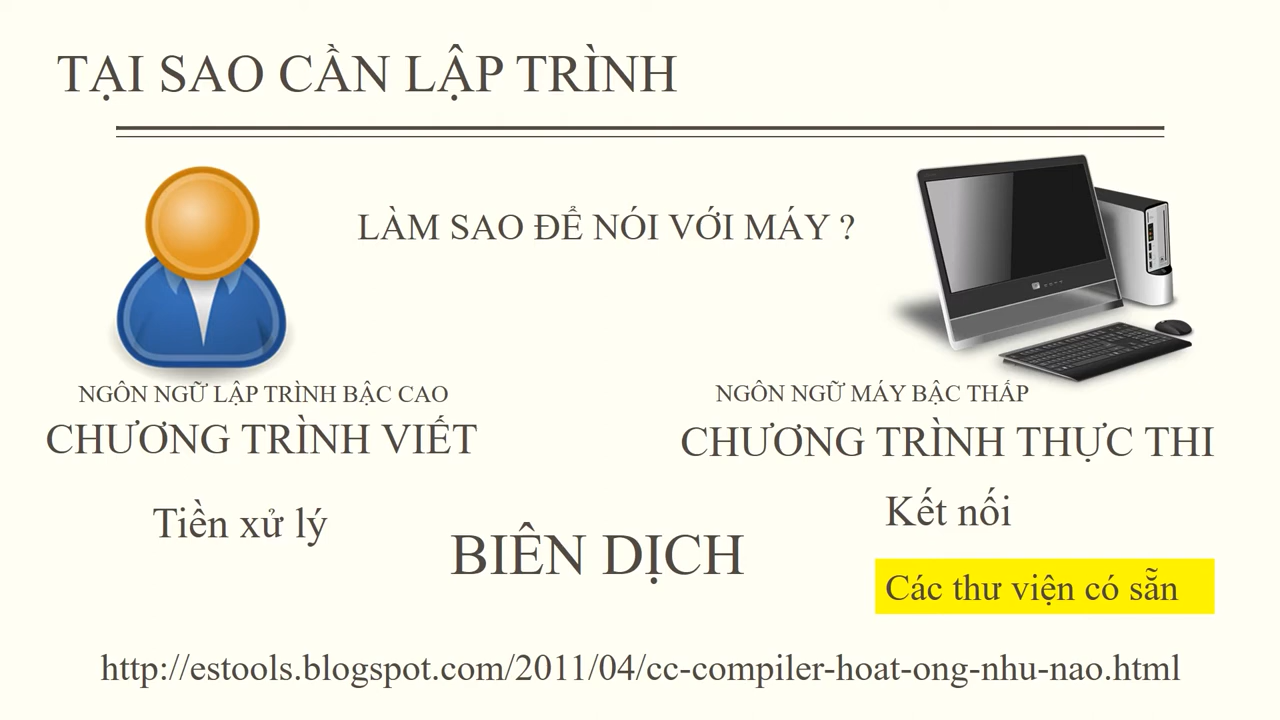 TẠI SAO CẦN LẬP TRÌNH
LÀM SAO ĐỂ NÓI VỚI MÁY ?
NGÔN NGỮ LẬP TRÌNH BẬC CAO
NGÔN NGỮ MÁY BẬC THẤP
CHƯƠNG TRÌNH VIẾT
CHƯƠNG TRÌNH THỰC THI
Tiền xử lý
Kết nối
BIÊN DỊCH
Các thư viện có sẵn
http://estools.blogspot.com/2011/04/cc-compiler-hoat-ong-nhu-nao.html